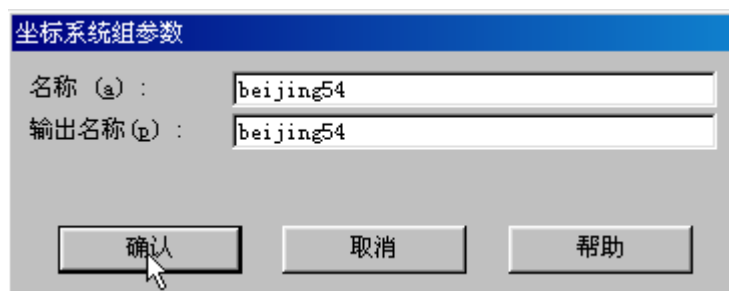 坐标系统组参数
名称 (a) : beijing54
输出名称(p) : beijing54
确认 取消 帮助